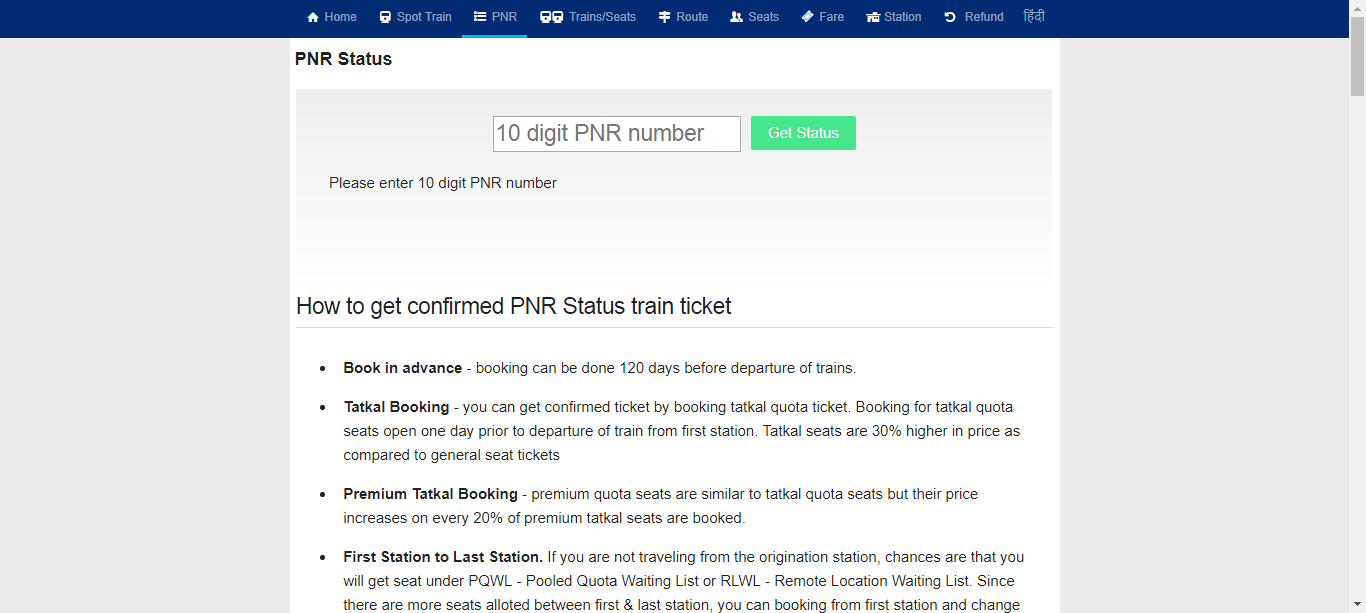 Home Spot Train PNR Trains/Seats Route Seats Fare Station Refund हिंदी
PNR Status
10 digit PNR number Get Status
Please enter 10 digit PNR number
How to get confirmed PNR Status train ticket
Book in advance - booking can be done 120 days before departure of trains.
Tatkal Booking - you can get confirmed ticket by booking tatkal quota ticket. Booking for tatkal quota
seats open one day prior to departure of train from first station. Tatkal seats are 30% higher in price as
compared to general seat tickets
Premium Tatkal Booking - premium quota seats are similar to tatkal quota seats but their price
increases on every 20% of premium tatkal seats are booked.
First Station to Last Station. If you are not traveling from the origination station, chances are that you
will get seat under PQWL - Pooled Quota Waiting List or RLWL - Remote Location Waiting List. Since
there are more seats alloted between first & last station, you can booking from first station and change